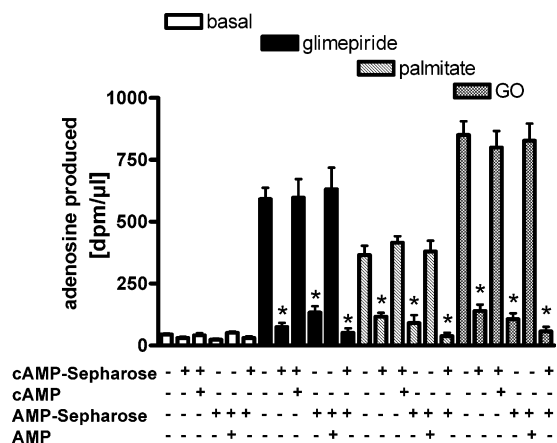 basal
glimepiride
palmitate
GO
adenosine produced
[dpm/µl]
1000
750
500
250
0
* * * * * * * * *
cAMP-Sepharose - + + - - + - + + - - + - + + - - + - + + - - +
cAMP - - + - - - - - + - - - - - + - - - - - + - - -
AMP-Sepharose - - - + + + - - - + + + - - - + + + - - - + + +
AMP - - - - + - - - - - + - - - - - + - - - - - + -